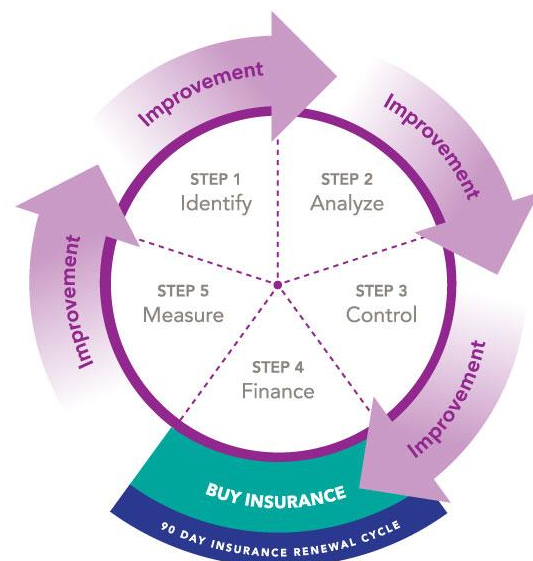 Improvement
Improvement
STEP 1
Identify
STEP 2
Analyze
Improvement
STEP 5
Measure
STEP 3
Control
STEP 4
Finance
Improvement
BUY INSURANCE
90 DAY INSURANCE RENEWAL CYCLE